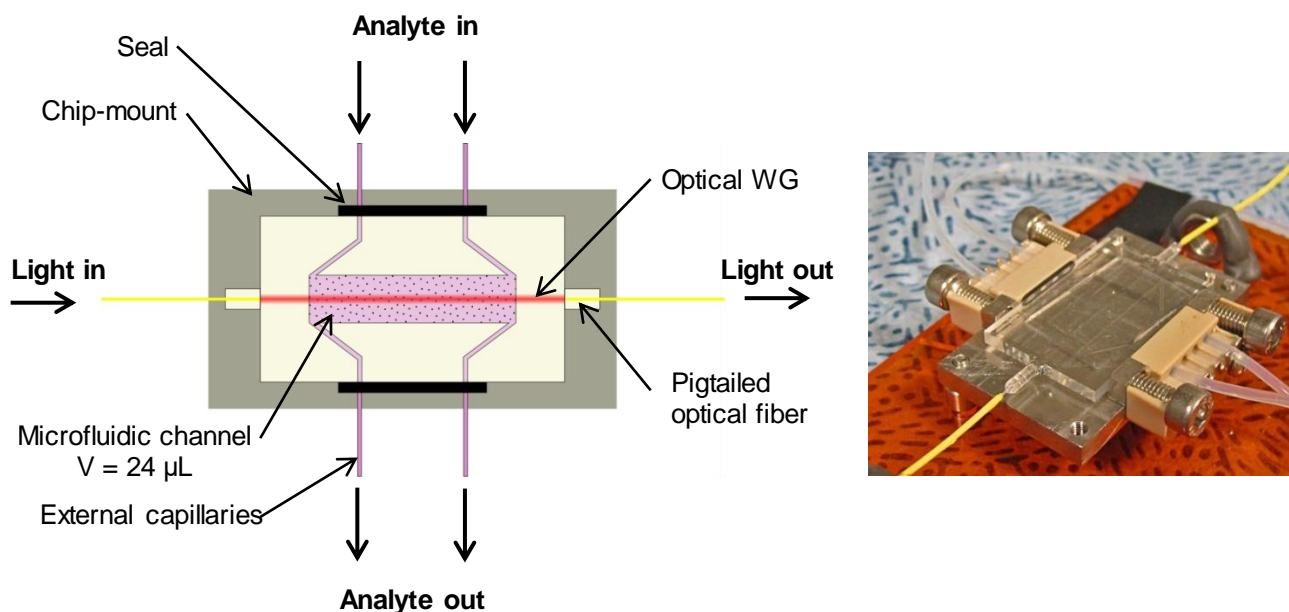 Analyte in
Seal
Chip-mount
Optical WG
Light in
Light out
Pigtailed
optical fiber
Microfluidic channel
V = 24 µL
External capillaries
Analyte out